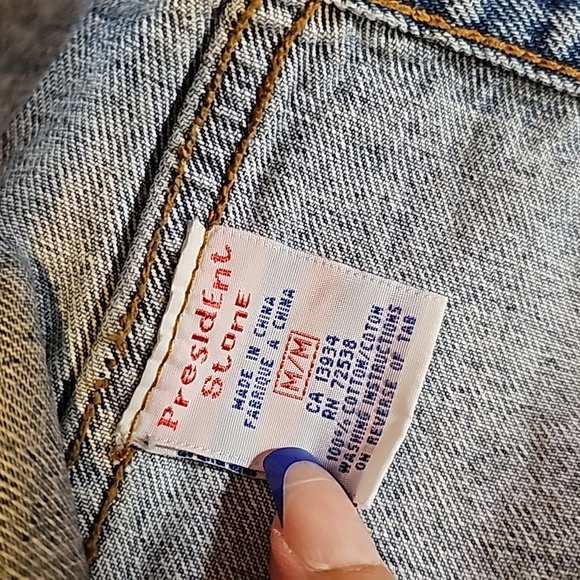 PresidEnt
StonE
MADE IN CHINA
FABRIQUÉ A CHINA
M/M
CA 13934
RN 73538
100% COTTON/COTON
WASHING INSTRUCTIONS
ON REVERSE OF TAB